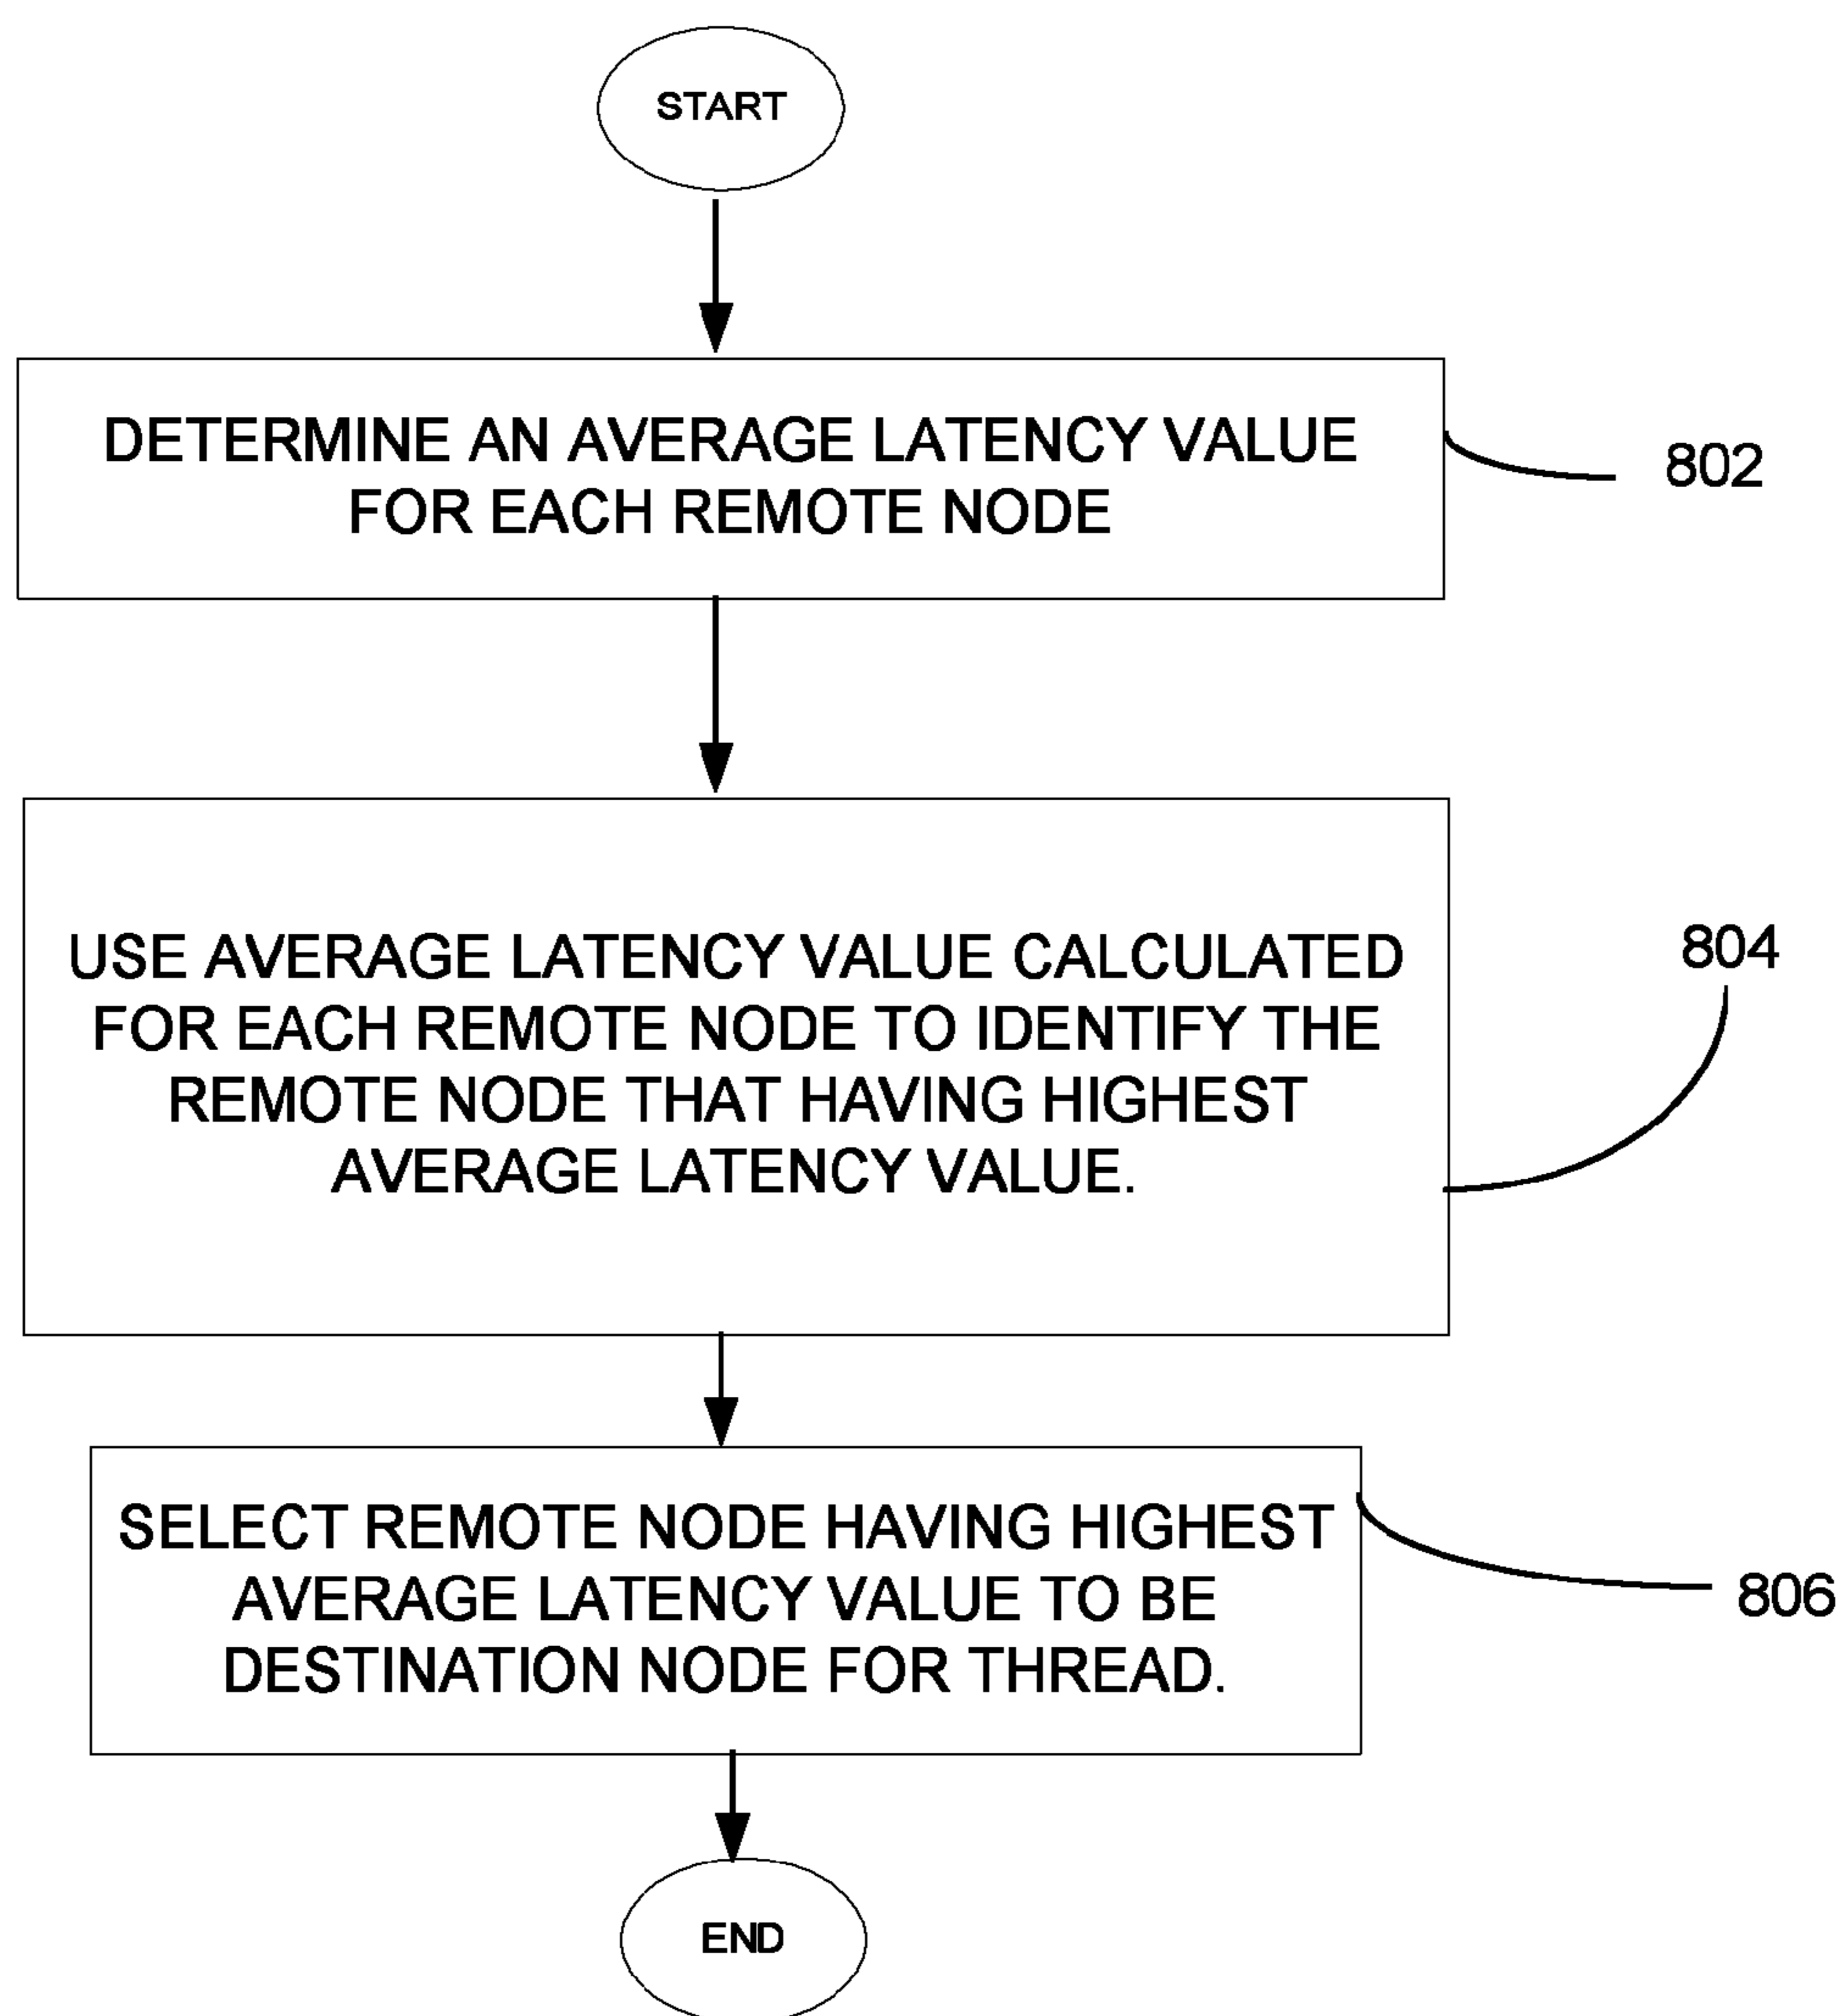 START
DETERMINE AN AVERAGE LATENCY VALUE
FOR EACH REMOTE NODE
802
USE AVERAGE LATENCY VALUE CALCULATED
FOR EACH REMOTE NODE TO IDENTIFY THE
REMOTE NODE THAT HAVING HIGHEST
AVERAGE LATENCY VALUE.
804
SELECT REMOTE NODE HAVING HIGHEST
AVERAGE LATENCY VALUE TO BE
DESTINATION NODE FOR THREAD.
806
END